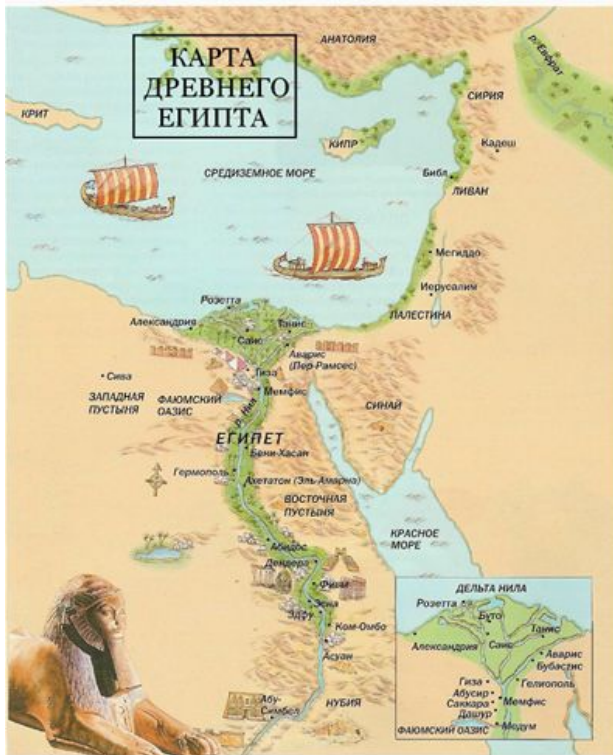 КАРТА
ДРЕВНЕГО
ЕГИПТА
АНАТОЛИЯ
р. Евфрат
КРИТ
СИРИЯ
КИПР
Кадеш
СРЕДИЗЕМНОЕ МОРЕ
Библ
ЛИВАН
Мегиддо
Иерусалим
ПАЛЕСТИНА
Розетта
Александрия
Танис
Саис
Аварис
(Пер-Рамсес)
Сива
Гиза
ЗАПАДНАЯ
ПУСТЫНЯ
ФАЮМСКИЙ
ОАЗИС
Мемфис
СИНАЙ
р. Нил
ЕГИПЕТ
Бени-Хасан
Гермополь
Ахетатон (Эль-Амарна)
ВОСТОЧНАЯ
ПУСТЫНЯ
КРАСНОЕ
МОРЕ
Абидос
Дендера
Фивы
Эсна
Эдфу
Ком-Омбо
Асуан
Абу-
Симбел
НУБИЯ
ДЕЛЬТА НИЛА
Розетта
Буто
Танис
Александрия
Саис
Аварис
Бубастис
Гиза
Гелиополь
Абусир
Саккара
Мемфис
Дашур
Медум
ФАЮМСКИЙ ОАЗИС